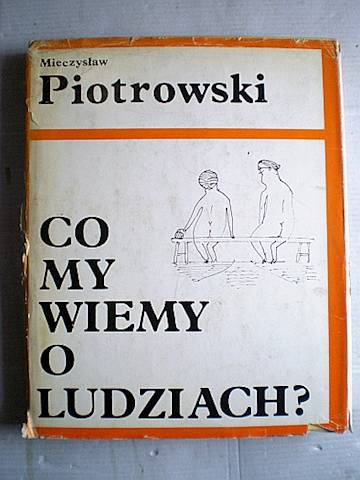 Mieczysław
Piotrowski
CO
MY
WIEMY
O
LUDZIACH?